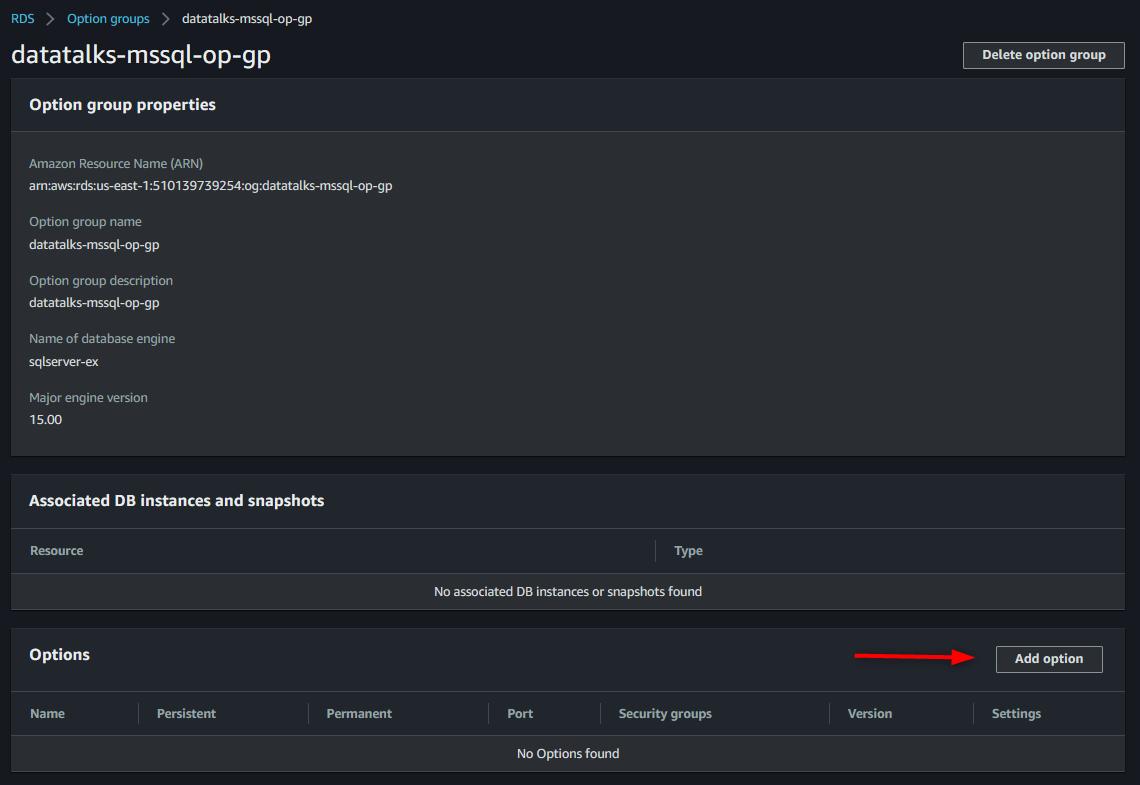 RDS > Option groups > datatalks-mssql-op-gp
datatalks-mssql-op-gp
Delete option group
Option group properties
Amazon Resource Name (ARN)
arn:aws:rds:us-east-1:510139739254:og:datatalks-mssql-op-gp
Option group name
datatalks-mssql-op-gp
Option group description
datatalks-mssql-op-gp
Name of database engine
sqlserver-ex
Major engine version
15.00
Associated DB instances and snapshots
Resource Type
No associated DB instances or snapshots found
Options
Add option
Name Persistent Permanent Port Security groups Version Settings
No Options found